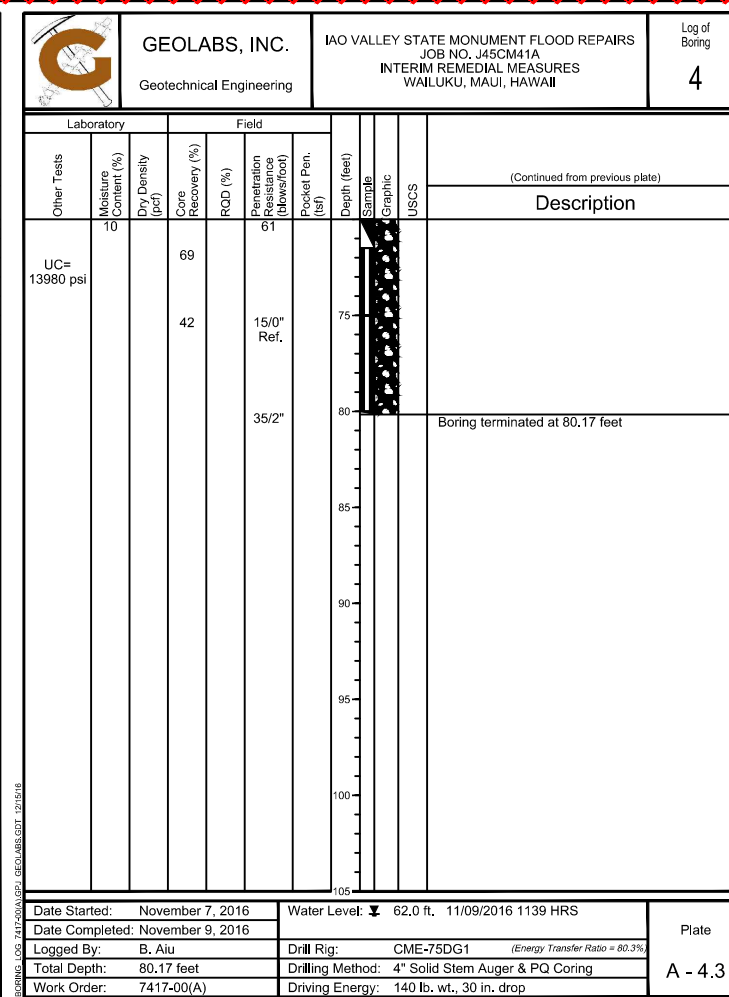 GEOLABS, INC.
Geotechnical Engineering
IAO VALLEY STATE MONUMENT FLOOD REPAIRS
JOB NO. J45CM41A
INTERIM REMEDIAL MEASURES
WAILUKU, MAUI, HAWAII
Log of
Boring
4
Laboratory
Field
Other Tests
Moisture
Content (%)
Dry Density
(pcf)
Core
Recovery (%)
RQD (%)
Penetration
Resistance
(blows/foot)
Pocket Pen.
(tsf)
Depth (feet)
Sample
Graphic
USCS
(Continued from previous plate)
Description
10
61
UC=
13980 psi
69
42
15/0"
Ref.
75
35/2"
80
Boring terminated at 80.17 feet
85
90
95
100
105
BORING_LOG 7417-00(A).GPJ GEOLABS.GDT 12/15/16
Date Started: November 7, 2016
Date Completed: November 9, 2016
Logged By: B. Aiu
Total Depth: 80.17 feet
Work Order: 7417-00(A)
Water Level: 62.0 ft. 11/09/2016 1139 HRS
Drill Rig: CME-75DG1 (Energy Transfer Ratio = 80.3%)
Drilling Method: 4" Solid Stem Auger & PQ Coring
Driving Energy: 140 lb. wt., 30 in. drop
Plate
A - 4.3